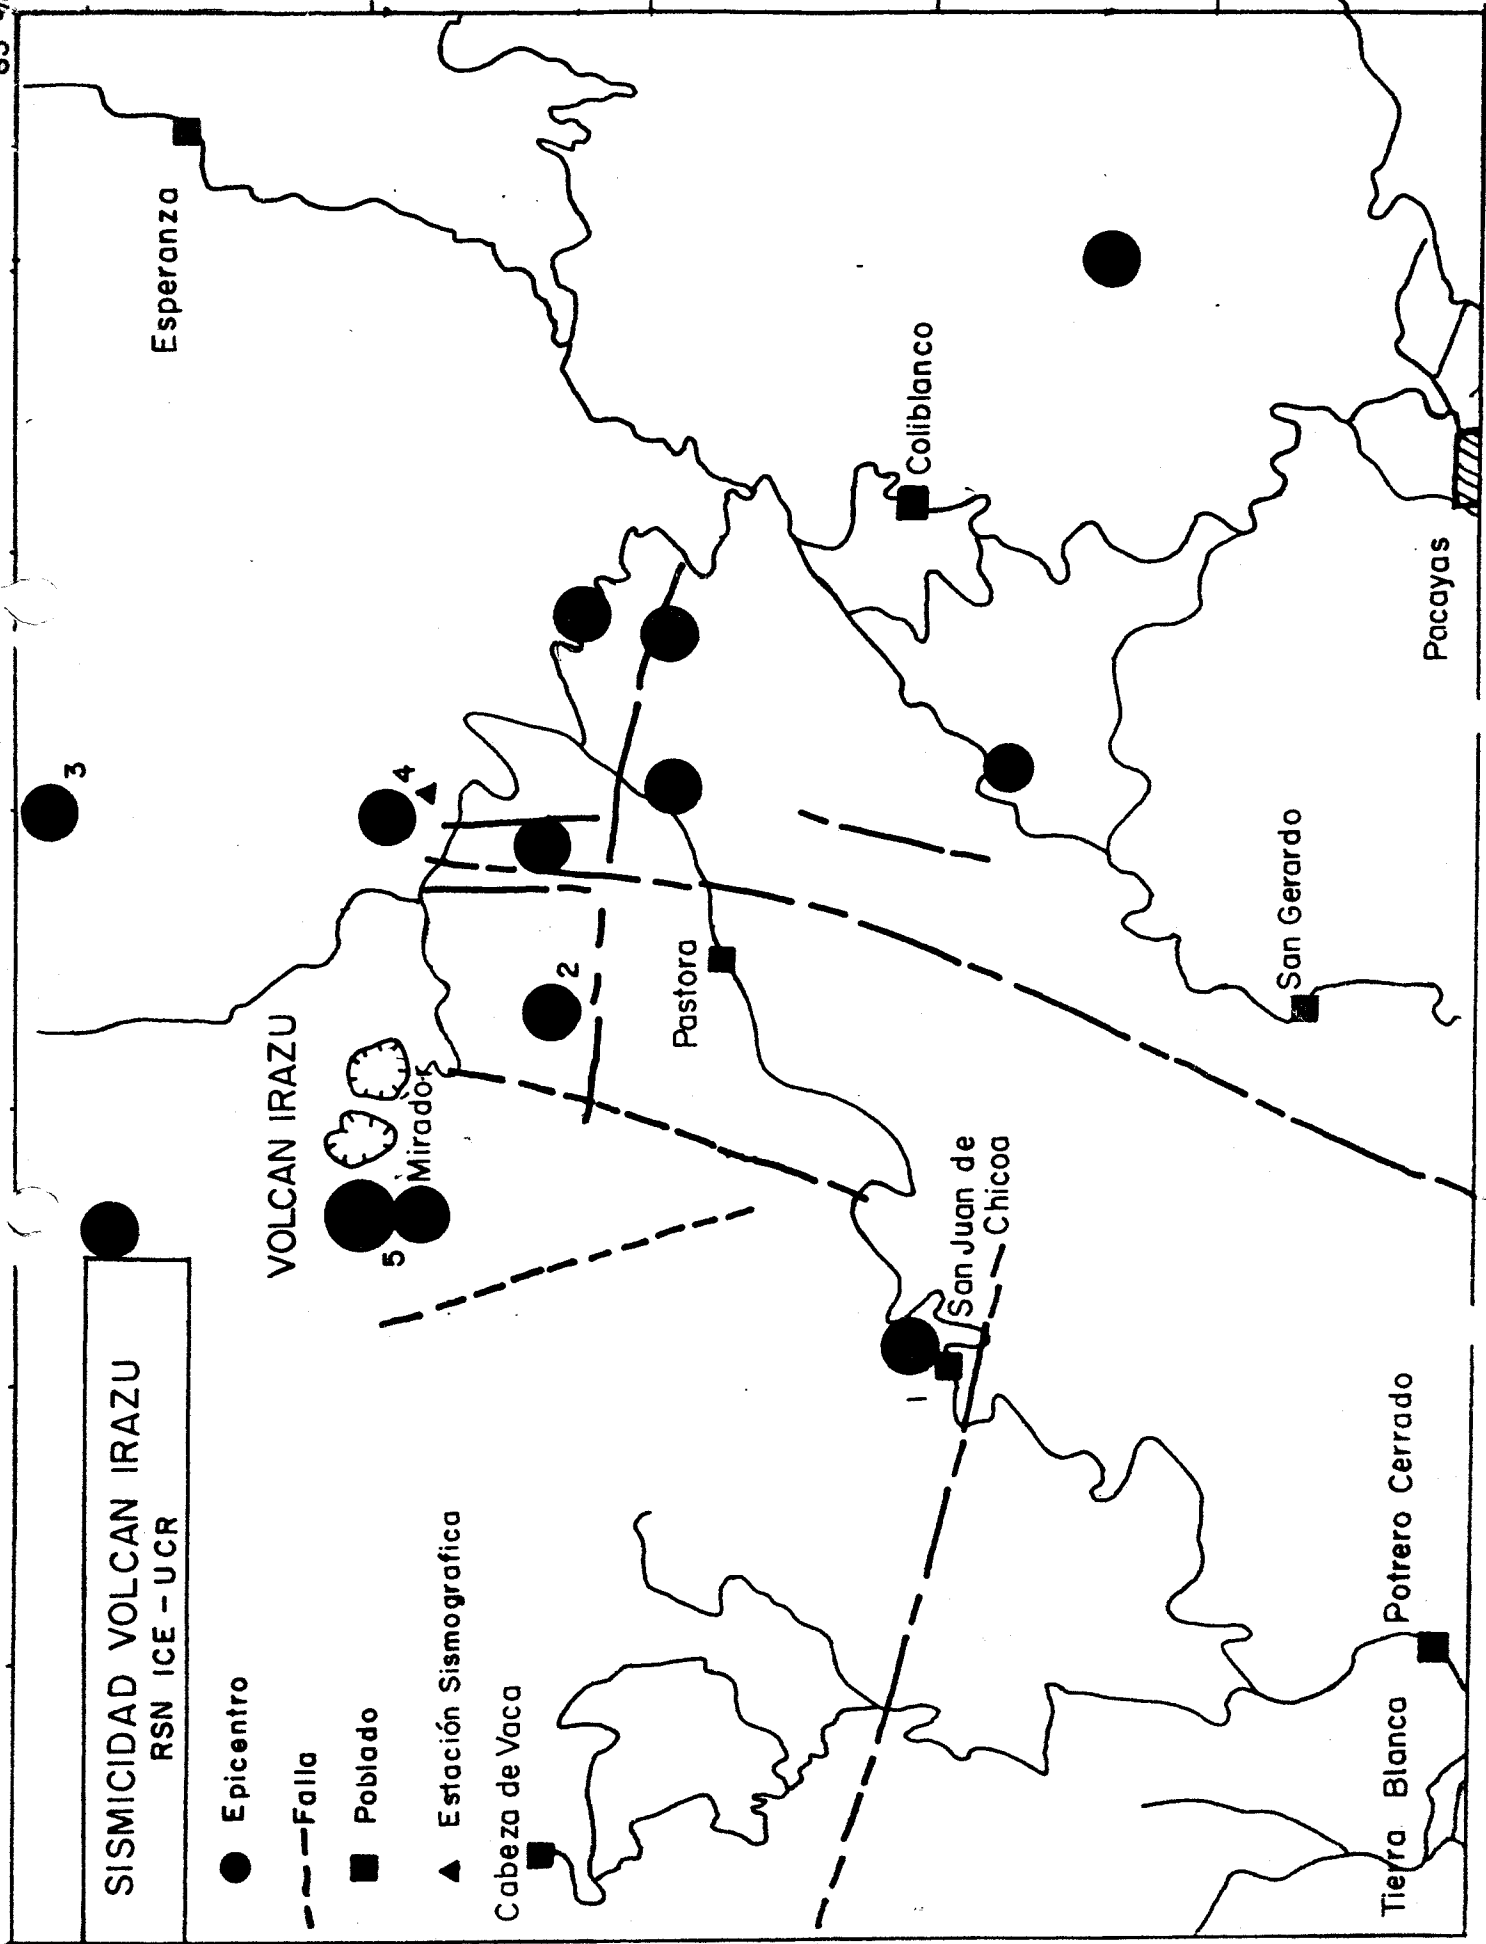 SISMICIDAD VOLCAN IRAZU
RSN ICE - UCR
Epicentro
Falla
Poblado
Estación Sismografica
Cabeza de Vaca
VOLCAN IRAZU
Mirador
5
3
4
2
Esperanza
Pastora
Coliblanco
San Juan de
Chicoa
1
San Gerardo
Pacayas
Potrero Cerrado
Tierra Blanca